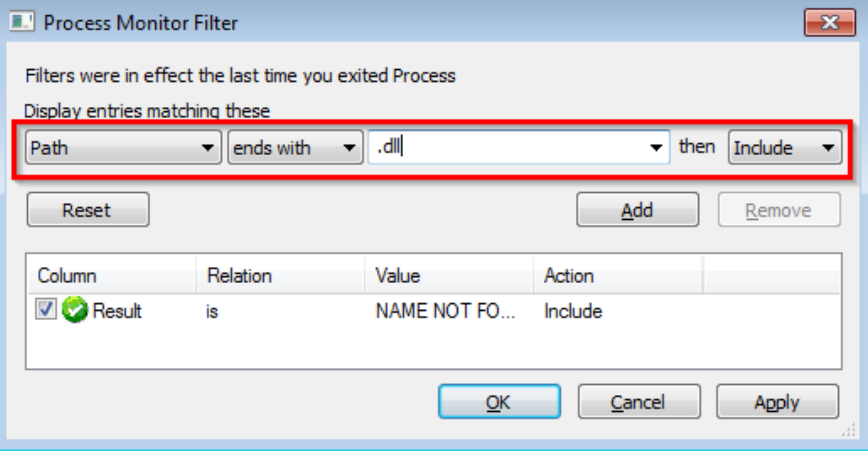 Process Monitor Filter
Filters were in effect the last time you exited Process
Display entries matching these
Path ends with .dll then Include
Reset Add Remove
Column Relation Value Action
Result is NAME NOT FO... Include
OK Cancel Apply